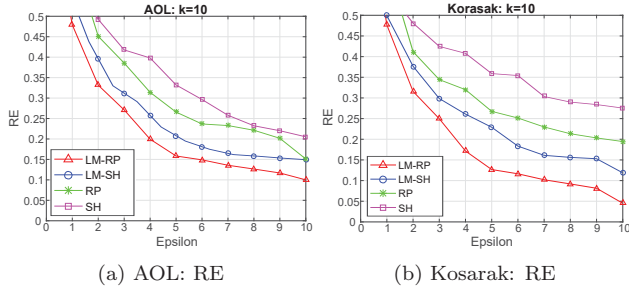 AOL: k=10
0.5
0.45
0.4
0.35
0.3
0.25
0.2
0.15
0.1
0.05
0
RE
LM-RP
LM-SH
RP
SH
0 1 2 3 4 5 6 7 8 9 10
Epsilon
(a) AOL: RE
Korasak: k=10
0.5
0.45
0.4
0.35
0.3
0.25
0.2
0.15
0.1
0.05
0
RE
LM-RP
LM-SH
RP
SH
0 1 2 3 4 5 6 7 8 9 10
Epsilon
(b) Kosarak: RE